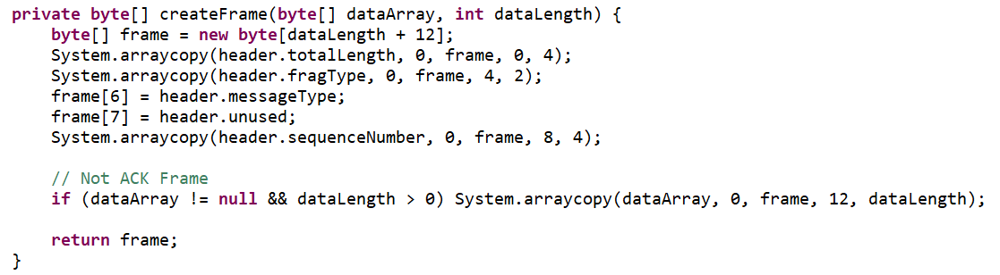 private byte[] createFrame(byte[] dataArray, int dataLength) {
    byte[] frame = new byte[dataLength + 12];
    System.arraycopy(header.totalLength, 0, frame, 0, 4);
    System.arraycopy(header.fragType, 0, frame, 4, 2);
    frame[6] = header.messageType;
    frame[7] = header.unused;
    System.arraycopy(header.sequenceNumber, 0, frame, 8, 4);

    // Not ACK Frame
    if (dataArray != null && dataLength > 0) System.arraycopy(dataArray, 0, frame, 12, dataLength);

    return frame;
}